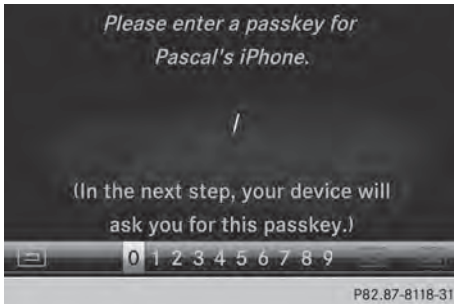 Please enter a passkey for
Pascal's iPhone.
(In the next step, your device will
ask you for this passkey.)
0 1 2 3 4 5 6 7 8 9
P82.87-8118-31